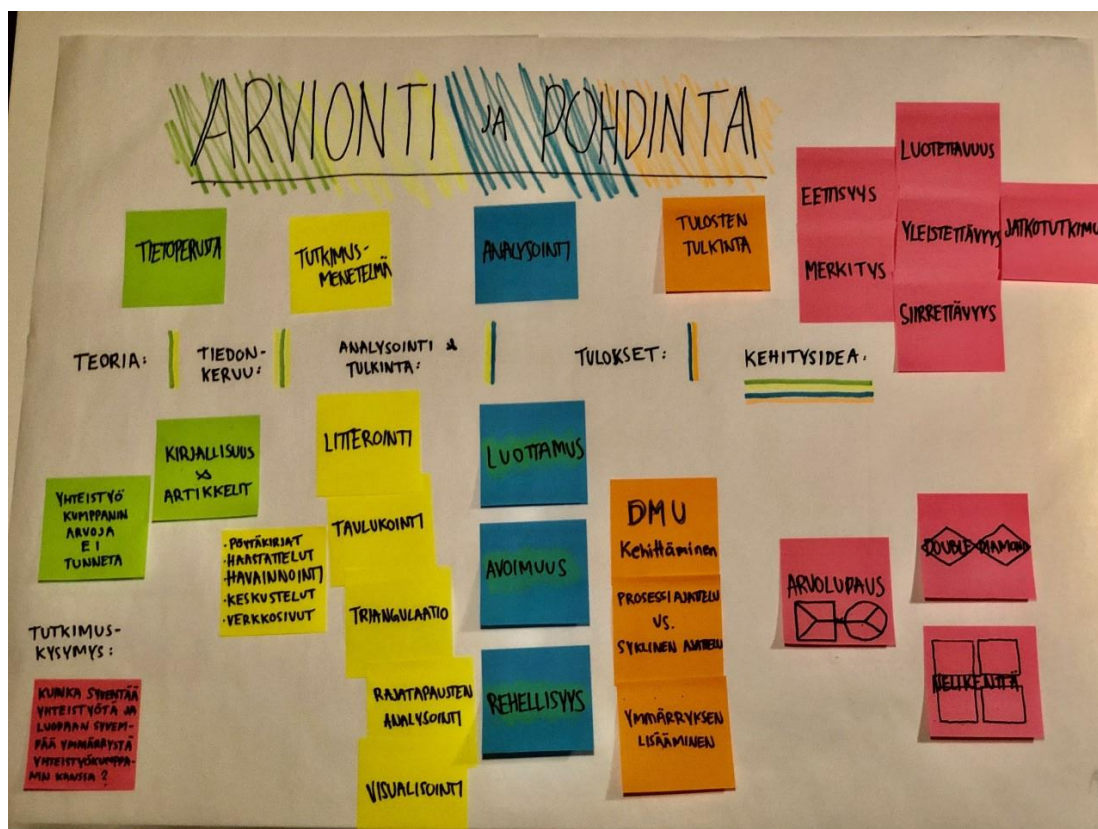 ARVIONTI JA POHDINTA
TIETOPERUSTA
TUTKIMUS-
MENETELMÄ
ANALYSOINTI
TULOSTEN
TULKINTA
EETTISYYS
MERKITYS
LUOTETTAVUUS
YLEISTETTÄVYYS
SIIRRETTÄVYYS
JATKOTUTKIMU
TEORIA:
TIEDON-
KERUU:
ANALYSOINTI &
TULKINTA:
TULOKSET:
KEHITYSIDEA:
YHTEISTYÖ
KUMPPANIN
ARVOJA
EI
TUNNETA
KIRJALLISUUS
&
ARTIKKELIT
• PÖYTÄKIRJAT
• HAASTATTELUT
• HAVAINNOINTI
• KESKUSTELUT
• VERKKOSIVUT
LITTEROINTI
TAULUKOINTI
TRIANGULAATIO
RAJATAPAUSTEN
ANALYSOINTI
VISUALISOINTI
LUOTTAMUS
AVOIMUUS
REHELLISYYS
DMU
Kehittäminen
PROSESSIAJATTELU
VS.
SYKLINEN AJATTELU
YMMÄRRYKSEN
LISÄÄMINEN
ARVOLUPAUS
DOUBLE DIAMOND
NELIKENTTÄ
TUTKIMUS-
KYSYMYS:
KUINKA SYVENTÄÄ
YHTEISTYÖTÄ JA
LUODAAN SYVEM-
PÄÄ YMMÄRRYSTÄ
YHTEISTYÖKUMPPA-
NIN KANSSA?